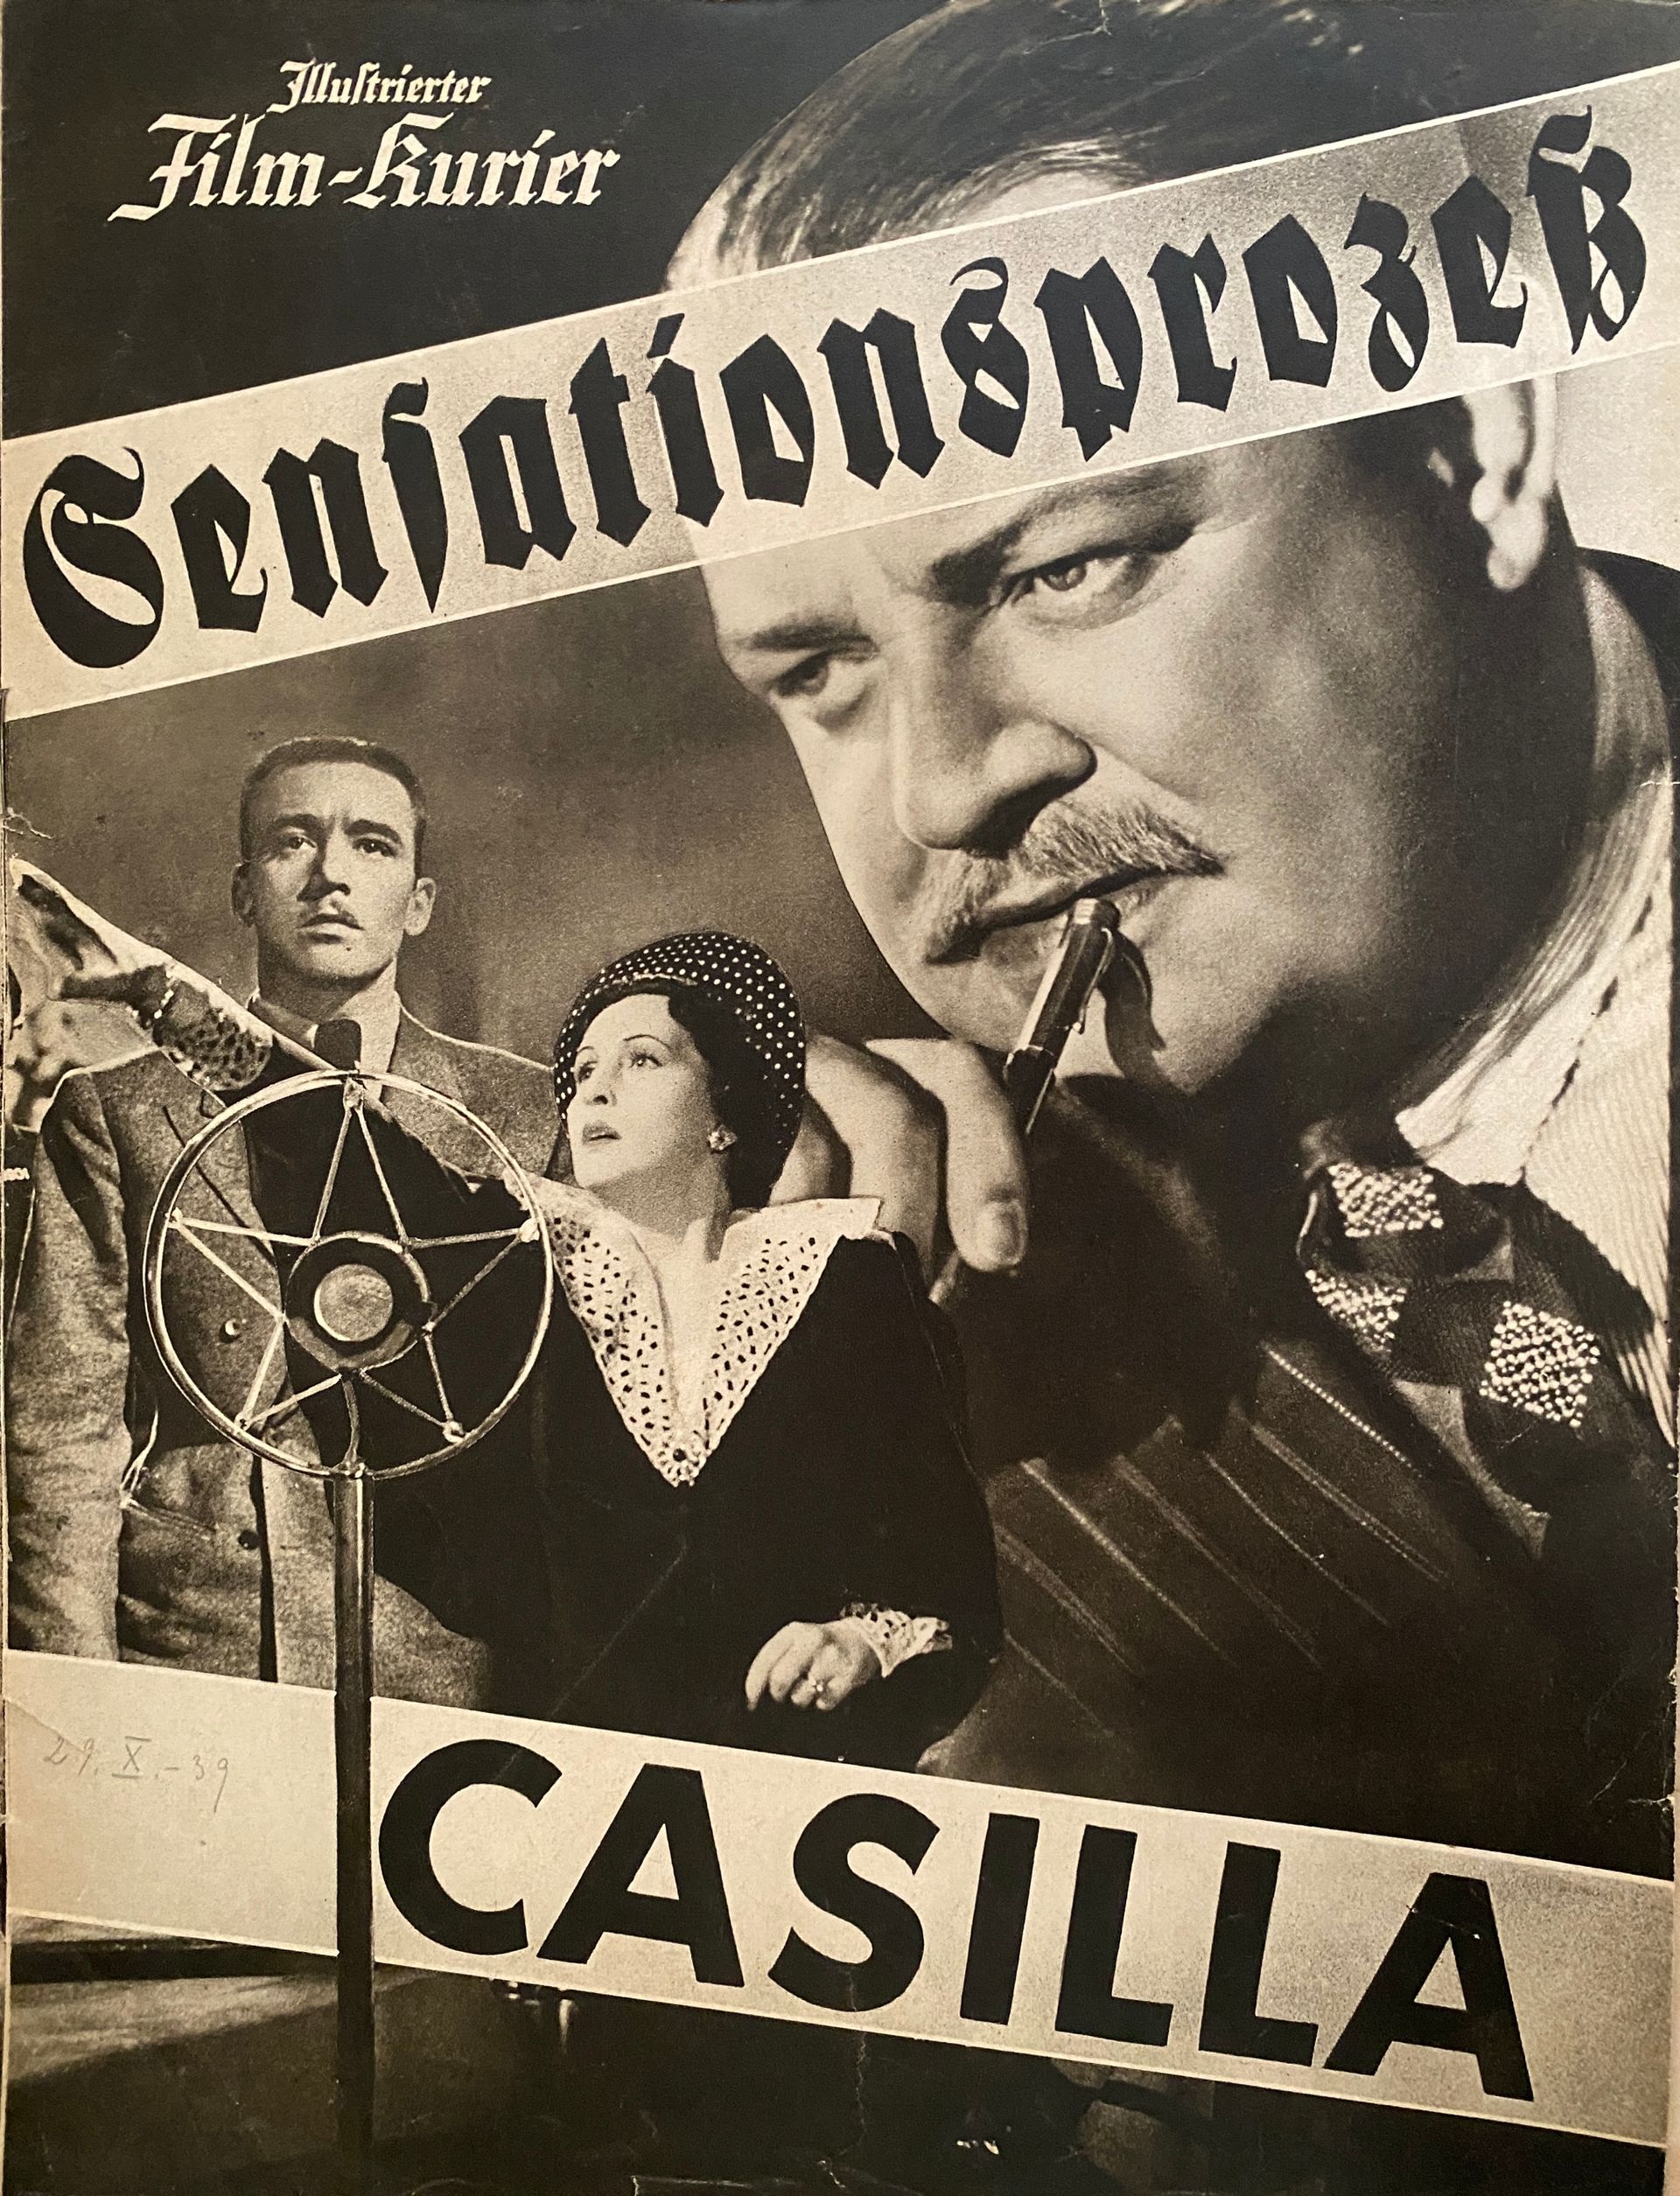 Illustrierter
Film-Kurier
Sensationsprozeß
29. X.-39
CASILLA